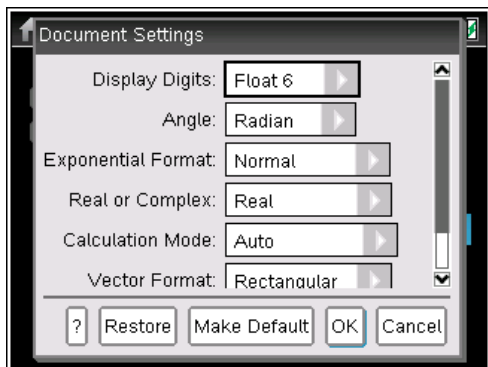 Document Settings
Display Digits: Float 6
Angle: Radian
Exponential Format: Normal
Real or Complex: Real
Calculation Mode: Auto
Vector Format: Rectangular
? Restore Make Default OK Cancel